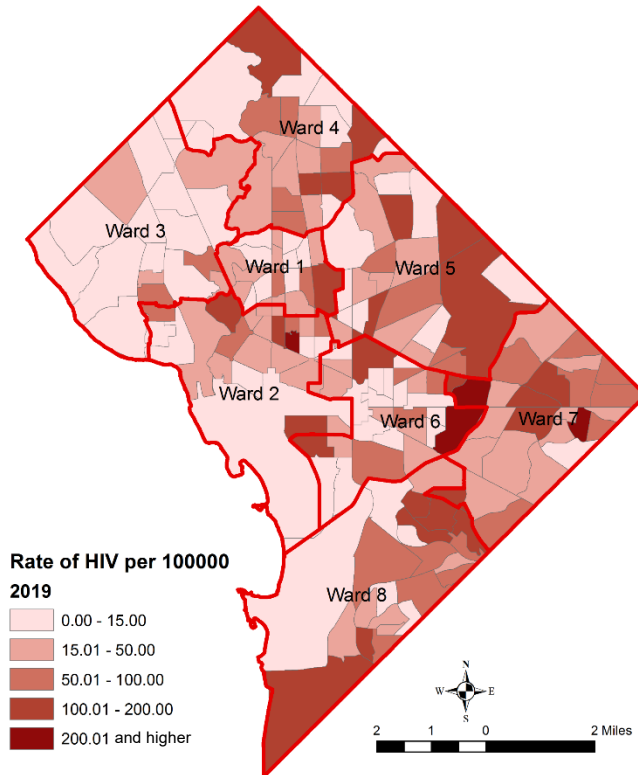 Ward 4
Ward 3
Ward 1
Ward 5
Ward 2
Ward 6
Ward 7
Ward 8
Rate of HIV per 100000
2019
0.00 - 15.00
15.01 - 50.00
50.01 - 100.00
100.01 - 200.00
200.01 and higher
N
W E
S
2 1 0 2 Miles